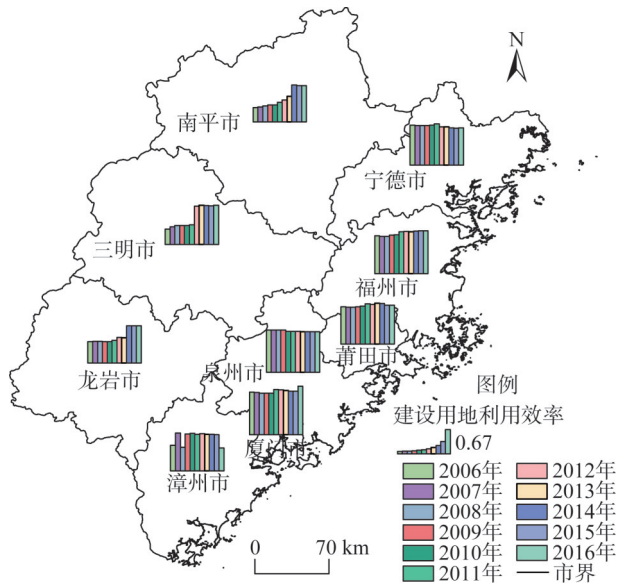 N
南平市
宁德市
三明市
福州市
莆田市
龙岩市
泉州市
厦门市
漳州市
图例
建设用地利用效率
0.67
2006年
2012年
2007年
2013年
2008年
2014年
2009年
2015年
2010年
2016年
2011年
市界
0
70 km